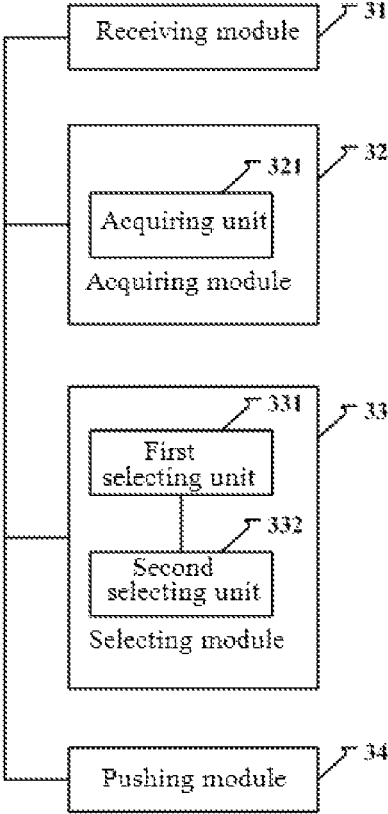 31
Receiving module
32
321
Acquiring unit
Acquiring module
33
331
First
selecting unit
332
Second
selecting unit
Selecting module
34
Pushing module